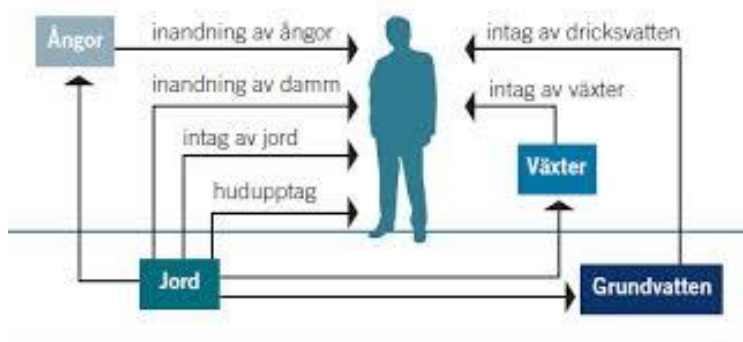 Ångor
inandning av ångor
intag av dricksvatten
inandning av damm
intag av växter
intag av jord
Växter
hudupptag
Jord
Grundvatten